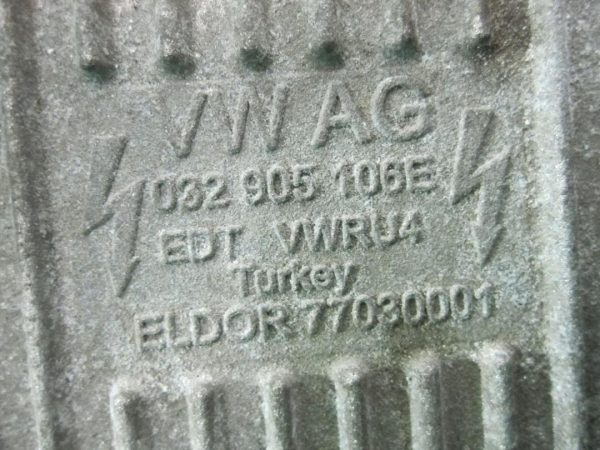 VW AG
032 905 106E
EDT VWRU4
Turkey
ELDOR 77030001